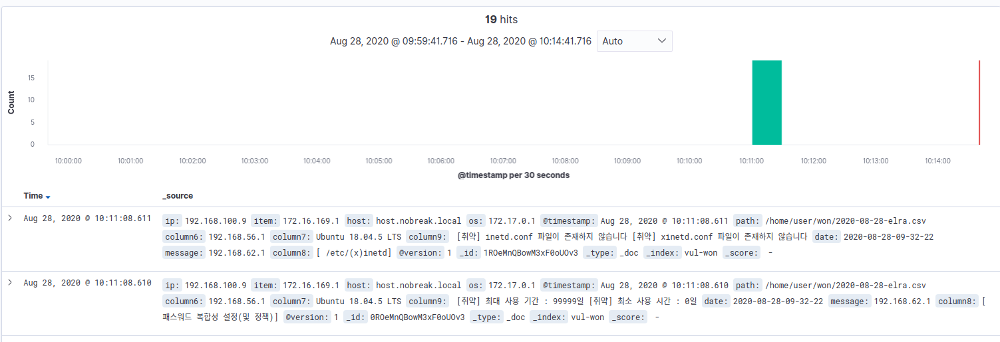 19 hits
Aug 28, 2020 @ 09:59:41.716 - Aug 28, 2020 @ 10:14:41.716 Auto
Count
15
10
5
0
10:00:00 10:01:00 10:02:00 10:03:00 10:04:00 10:05:00 10:06:00 10:07:00 10:08:00 10:09:00 10:10:00 10:11:00 10:12:00 10:13:00 10:14:00
@timestamp per 30 seconds
Time _source
Aug 28, 2020 @ 10:11:08.611 ip: 192.168.100.9 item: 172.16.169.1 host: host.nobreak.local os: 172.17.0.1 @timestamp: Aug 28, 2020 @ 10:11:08.611 path: /home/user/won/2020-08-28-elra.csv
column6: 192.168.56.1 column7: Ubuntu 18.04.5 LTS column9: [취약] inetd.conf 파일이 존재하지 않습니다 [취약] xinetd.conf 파일이 존재하지 않습니다 date: 2020-08-28-09-32-22
message: 192.168.62.1 column8: [ /etc/(x)inetd] @version: 1 _id: 1ROeMnQBowM3xF0oUOv3 _type: _doc _index: vul-won _score: -
Aug 28, 2020 @ 10:11:08.610 ip: 192.168.100.9 item: 172.16.169.1 host: host.nobreak.local os: 172.17.0.1 @timestamp: Aug 28, 2020 @ 10:11:08.610 path: /home/user/won/2020-08-28-elra.csv
column6: 192.168.56.1 column7: Ubuntu 18.04.5 LTS column9: [취약] 최대 사용 기간 : 99999일 [취약] 최소 사용 시간 : 0일 date: 2020-08-28-09-32-22 message: 192.168.62.1 column8: [
패스워드 복합성 설정(및 정책)] @version: 1 _id: 0ROeMnQBowM3xF0oUOv3 _type: _doc _index: vul-won _score: -